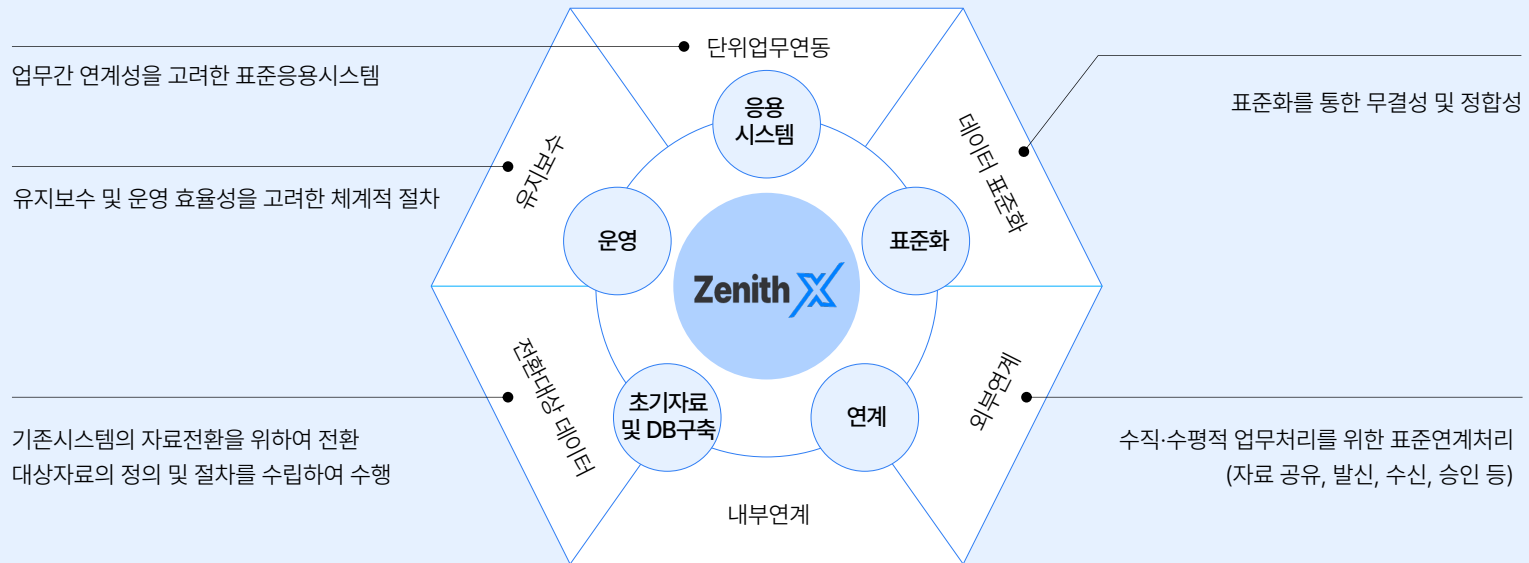 단위업무연동
업무간 연계성을 고려한 표준응용시스템
표준화를 통한 무결성 및 정합성
응용
시스템
유지보수
데이터 표준화
유지보수 및 운영 효율성을 고려한 체계적 절차
운영
표준화
Zenith X
전환대상 데이터
외부연계
초기자료
및 DB구축
연계
기존시스템의 자료전환을 위하여 전환
대상자료의 정의 및 절차를 수립하여 수행
수직·수평적 업무처리를 위한 표준연계처리
(자료 공유, 발신, 수신, 승인 등)
내부연계